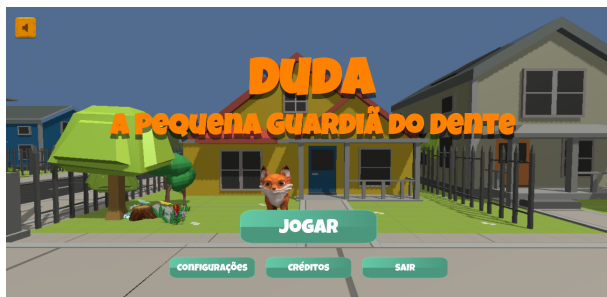 DUDA
A PEQUENA GUARDIÃ DO DENTE
JOGAR
CONFIGURAÇÕES
CRÉDITOS
SAIR